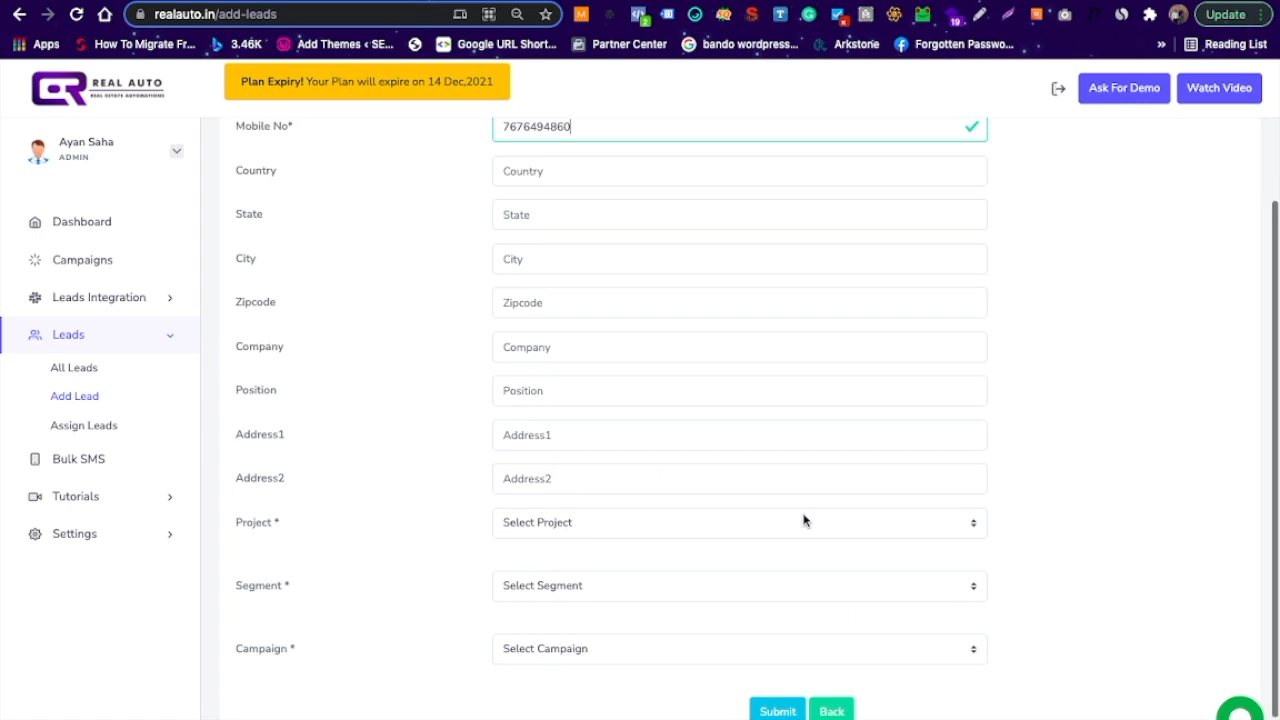 realauto.in/add-leads
Update
Apps
How To Migrate Fr...
3.46K
Add Themes ‹ SE...
Google URL Short...
Partner Center
bando wordpress...
Arkstone
Forgotten Passwo...
»
Reading List
REAL AUTO
REAL ESTATE AUTOMATIONS
Plan Expiry! Your Plan will expire on 14 Dec,2021
Ask For Demo
Watch Video
Ayan Saha
ADMIN
Dashboard
Campaigns
Leads Integration
Leads
All Leads
Add Lead
Assign Leads
Bulk SMS
Tutorials
Settings
Mobile No* 7676494860
Country Country
State State
City City
Zipcode Zipcode
Company Company
Position Position
Address1 Address1
Address2 Address2
Project * Select Project
Segment * Select Segment
Campaign * Select Campaign
Submit Back